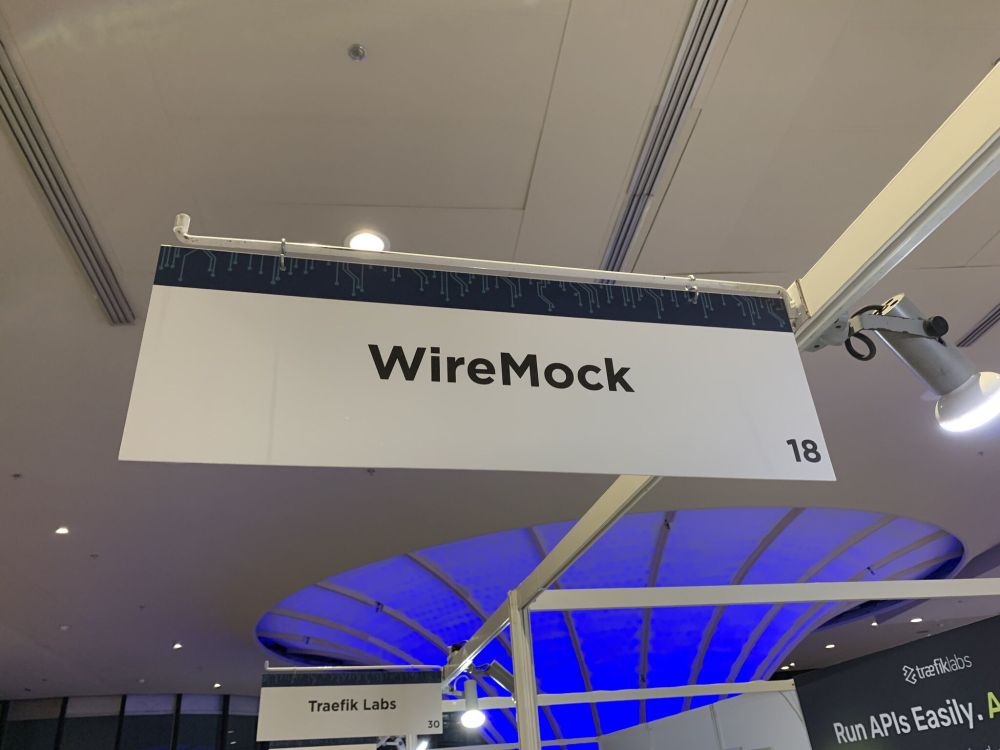 WireMock
18
Traefik Labs
30
træfiklabs
Run APIs Easily.